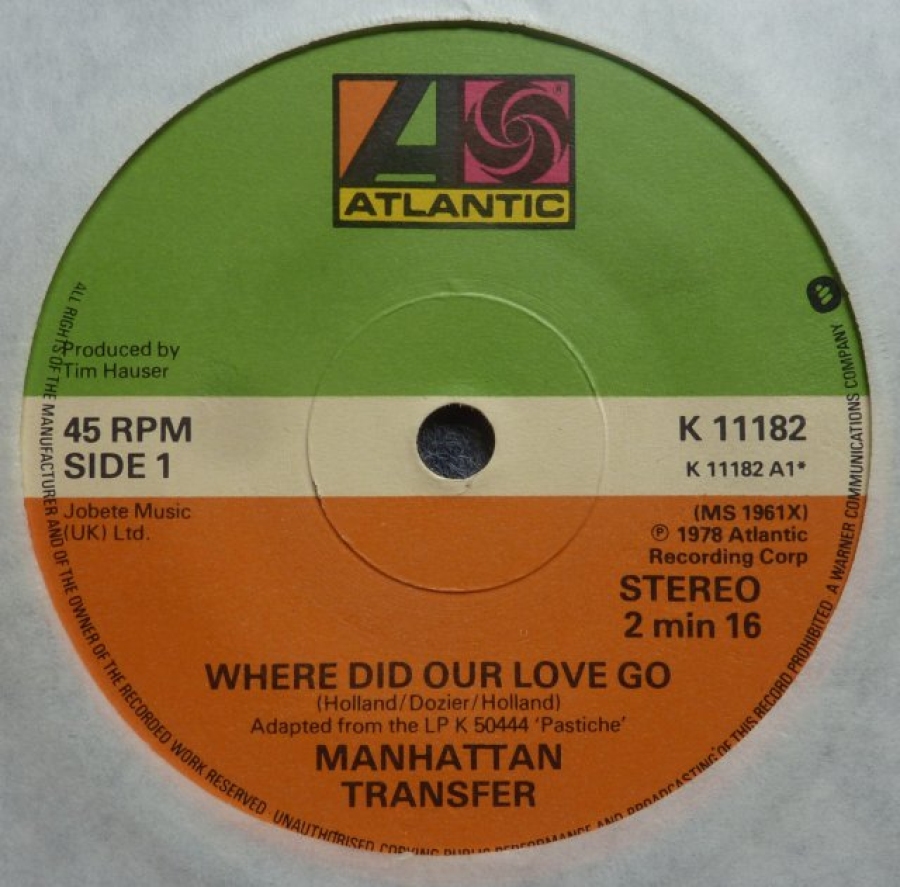 ATLANTIC
Produced by
Tim Hauser
45 RPM
SIDE 1
K 11182
K 11182 A1*
Jobete Music
(UK) Ltd.
(MS 1961X)
℗ 1978 Atlantic
Recording Corp
STEREO
2 min 16
WHERE DID OUR LOVE GO
(Holland/Dozier/Holland)
Adapted from the LP K 50444 'Pastiche'
MANHATTAN
TRANSFER
ALL RIGHTS OF THE MANUFACTURER AND OF THE OWNER OF THE RECORDED WORK RESERVED · UNAUTHORISED COPYING PUBLIC PERFORMANCE AND BROADCASTING OF THIS RECORD PROHIBITED · A WARNER COMMUNICATIONS COMPANY